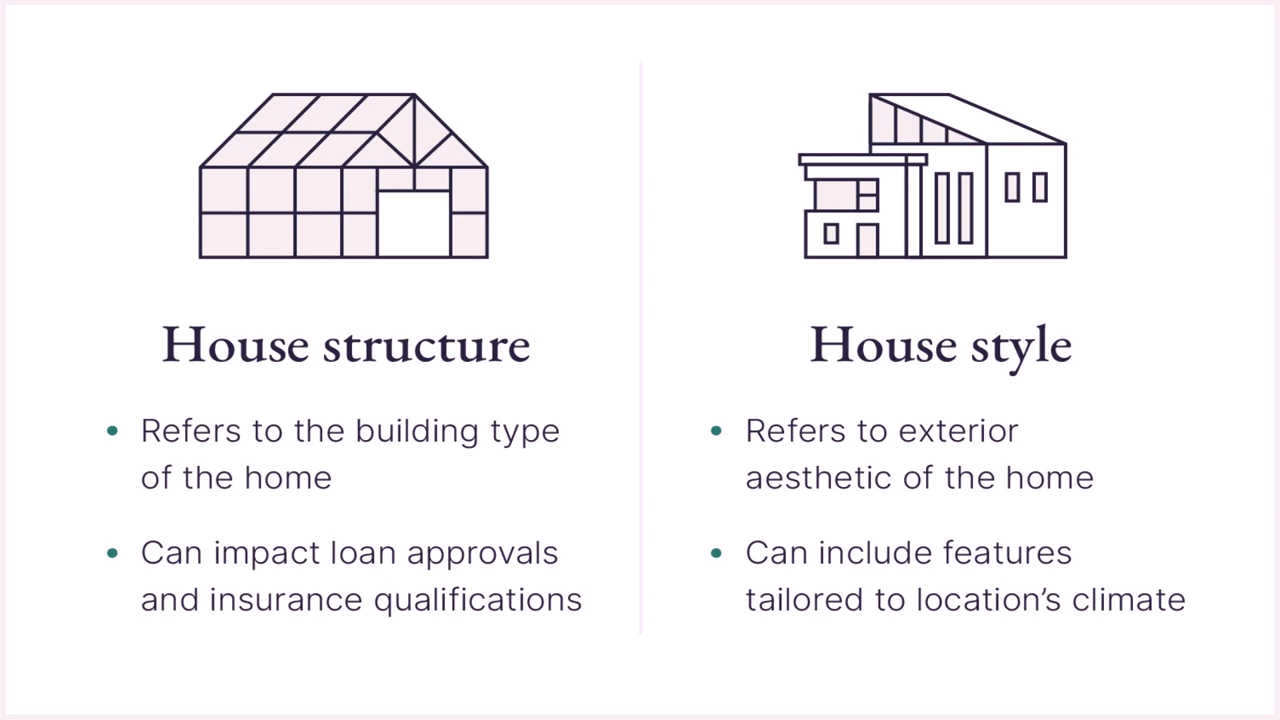 House structure
• Refers to the building type
of the home
• Can impact loan approvals
and insurance qualifications
House style
• Refers to exterior
aesthetic of the home
• Can include features
tailored to location’s climate